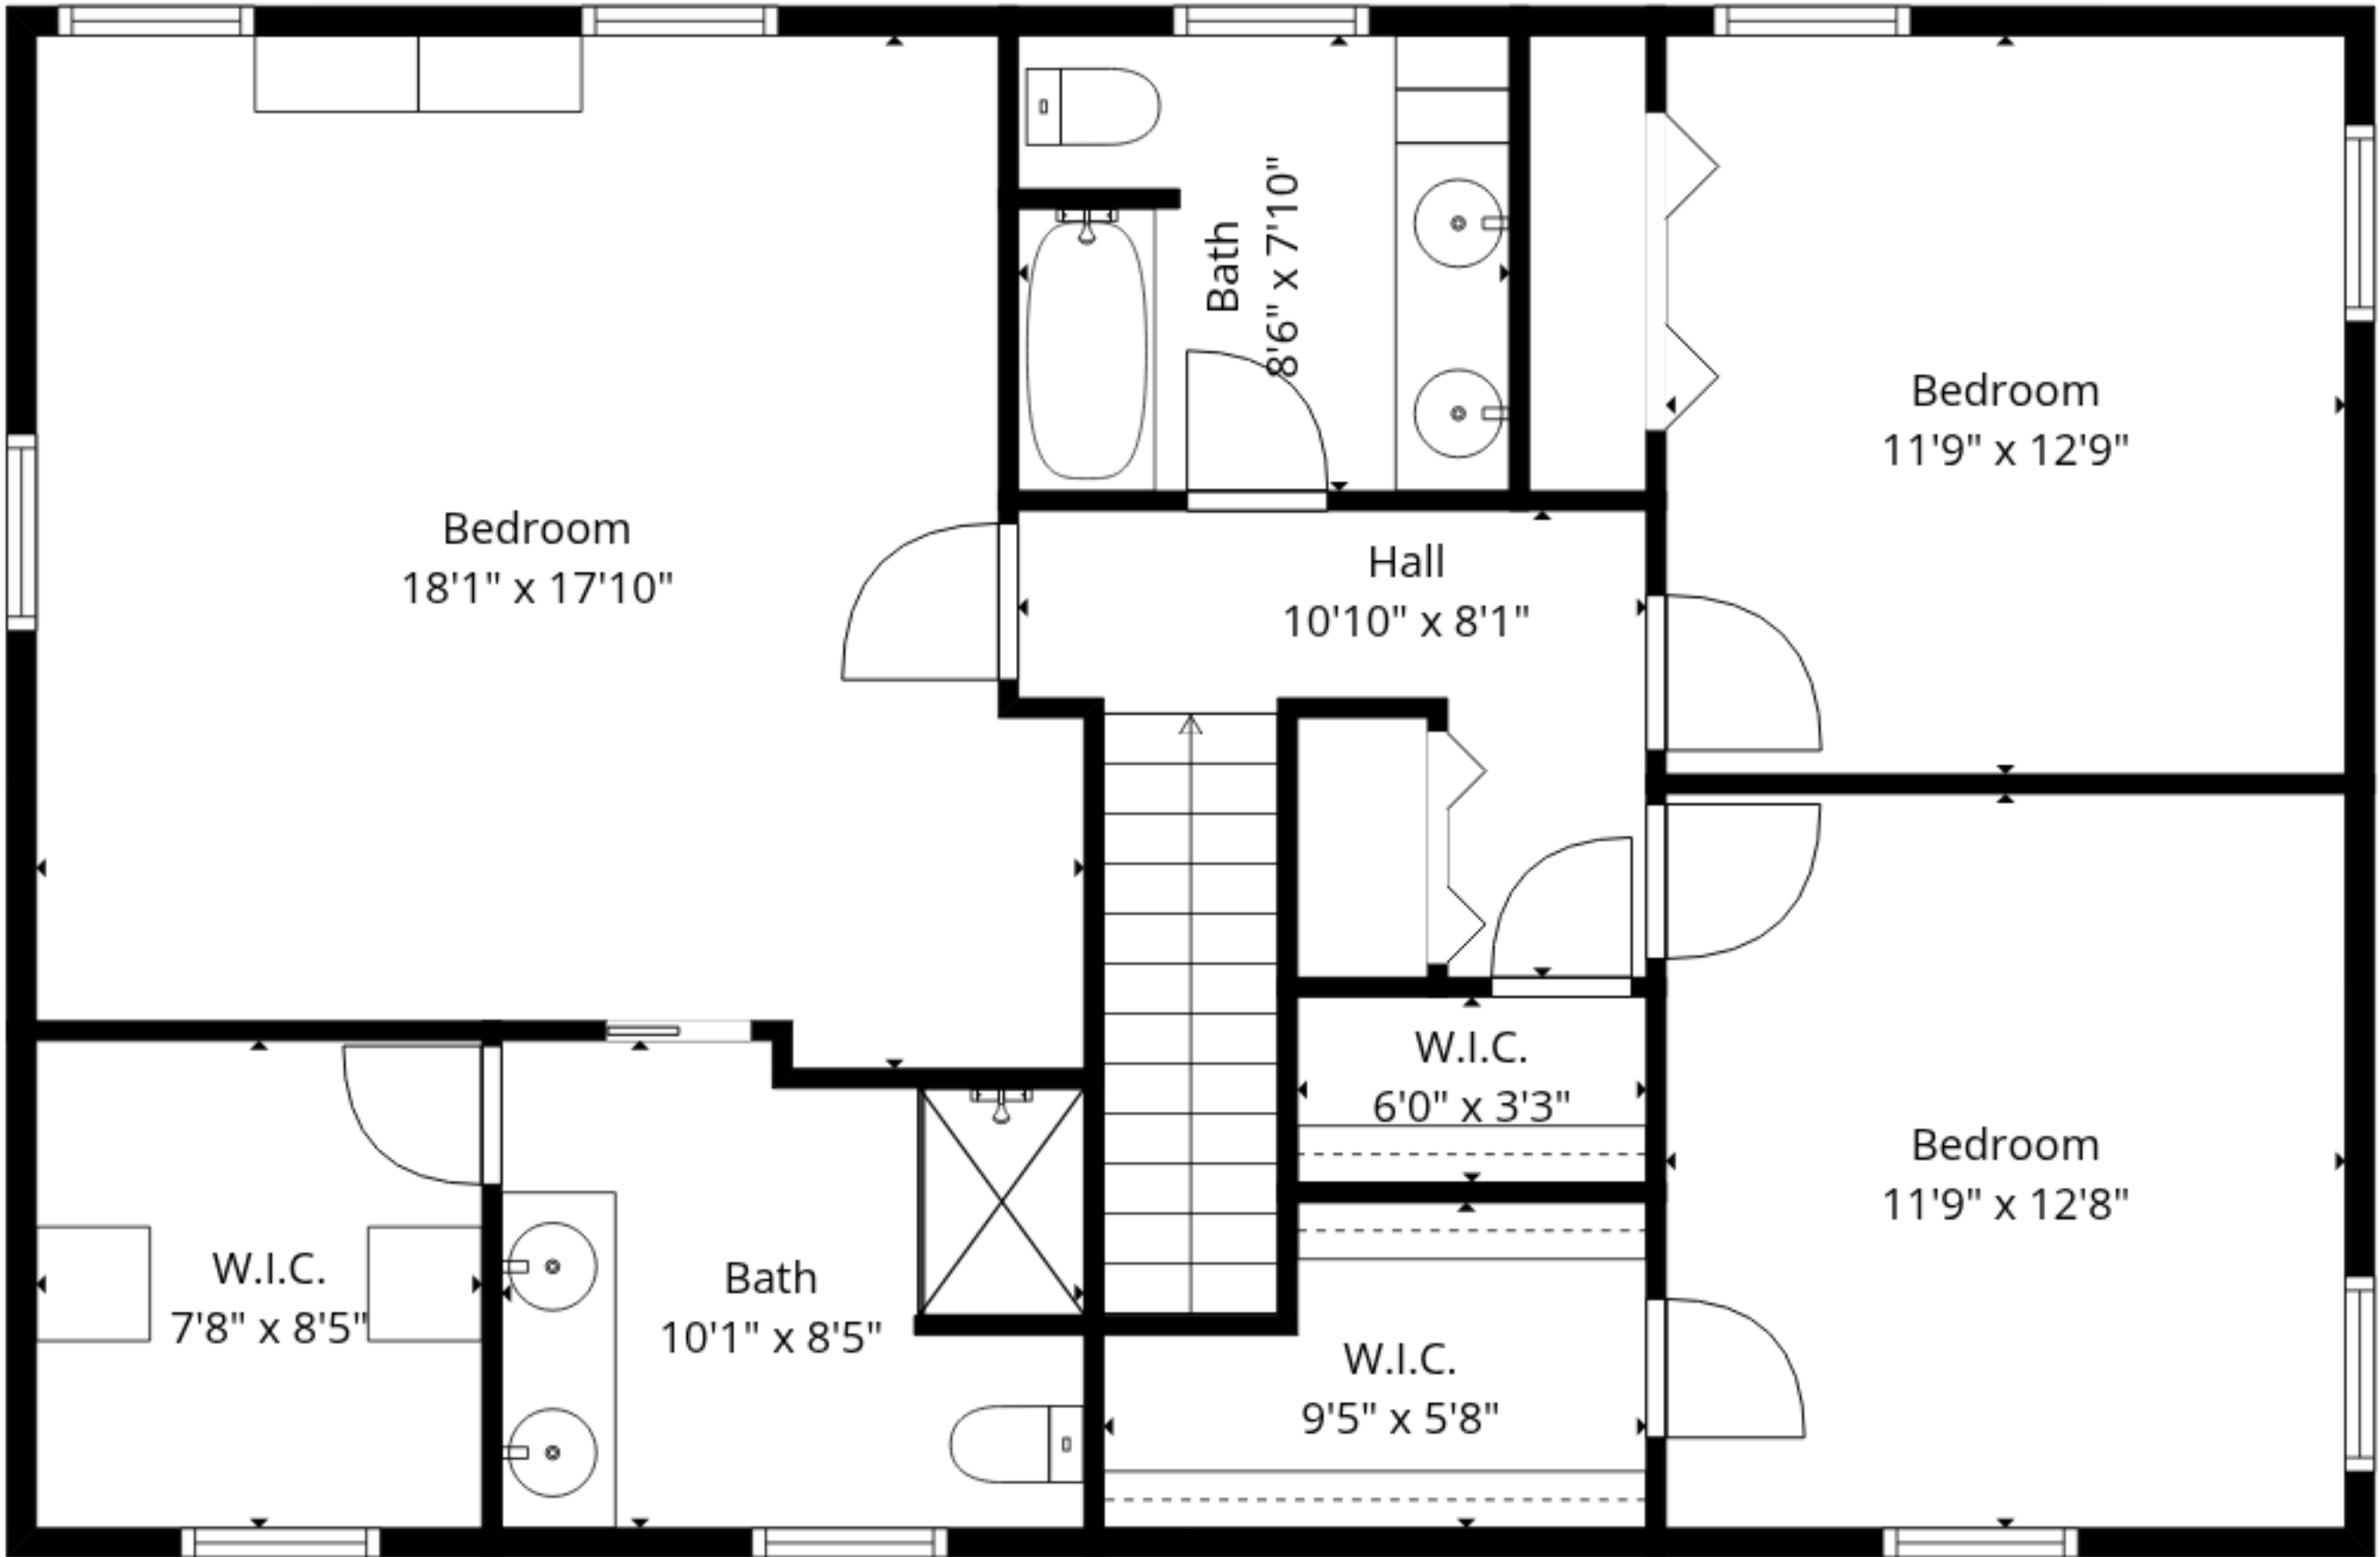 Bath
8'6" x 7'10"
Bedroom
11'9" x 12'9"
Bedroom
18'1" x 17'10"
Hall
10'10" x 8'1"
W.I.C.
6'0" x 3'3"
Bedroom
11'9" x 12'8"
W.I.C.
7'8" x 8'5"
Bath
10'1" x 8'5"
W.I.C.
9'5" x 5'8"